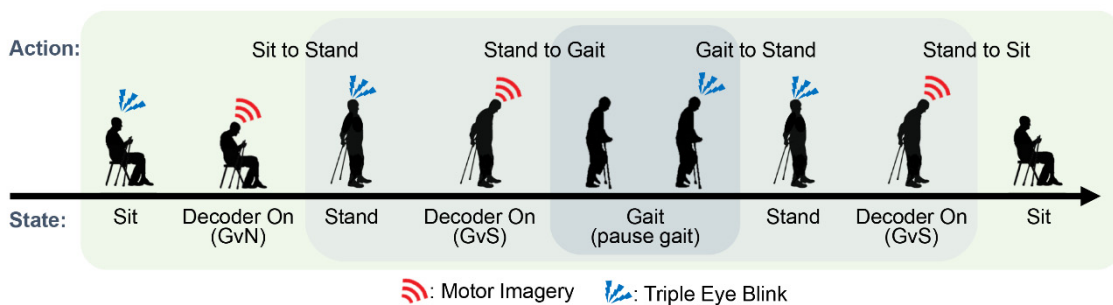 Action: Sit to Stand Stand to Gait Gait to Stand Stand to Sit
State: Sit Decoder On Stand Decoder On Gait Stand Decoder On Sit
(GvN) (GvS) (pause gait) (GvS)
: Motor Imagery : Triple Eye Blink